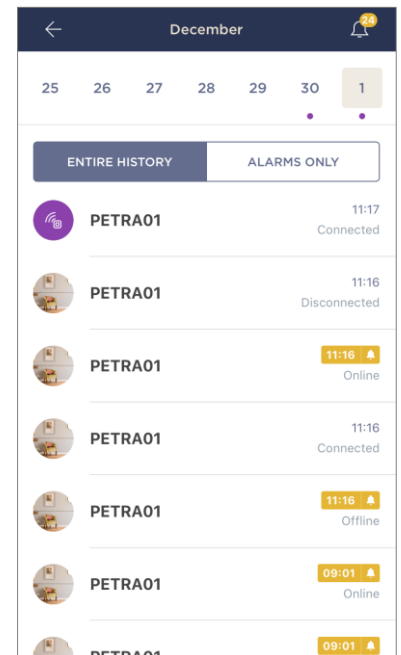 December
24
25 26 27 28 29 30 1
ENTIRE HISTORY ALARMS ONLY
11:17
PETRA01
Connected
11:16
PETRA01
Disconnected
11:16
PETRA01
Online
11:16
PETRA01
Connected
11:16
PETRA01
Offline
09:01
PETRA01
Online
09:01
PETRA01